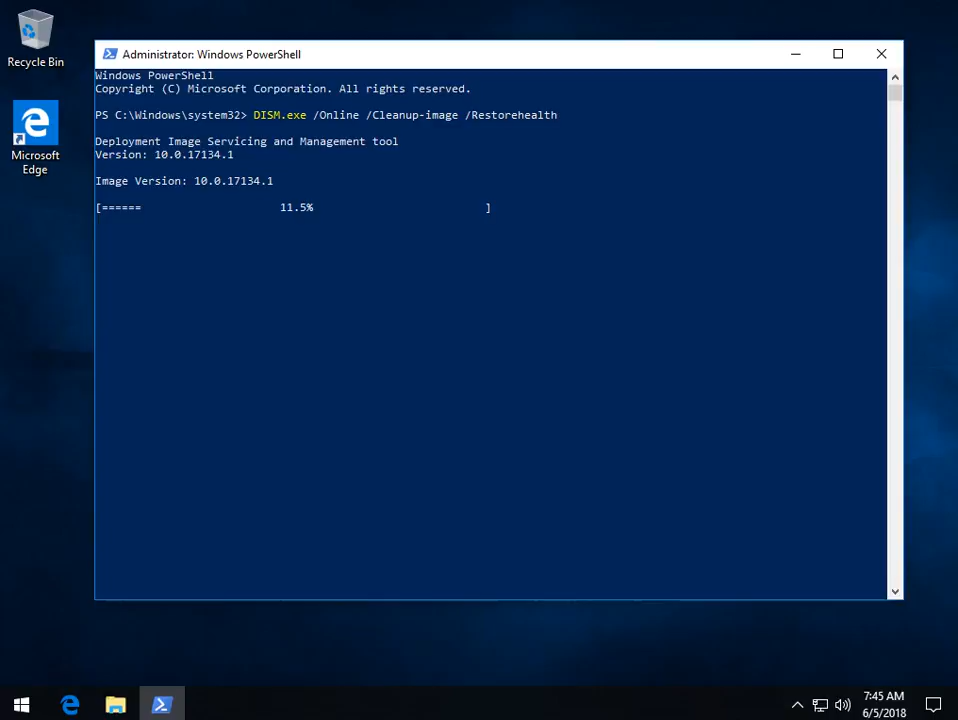 Recycle Bin
Microsoft
Edge
Administrator: Windows PowerShell
Windows PowerShell
Copyright (C) Microsoft Corporation. All rights reserved.
PS C:\Windows\system32> DISM.exe /Online /Cleanup-image /Restorehealth
Deployment Image Servicing and Management tool
Version: 10.0.17134.1
Image Version: 10.0.17134.1
[====== 11.5% ]
7:45 AM
6/5/2018